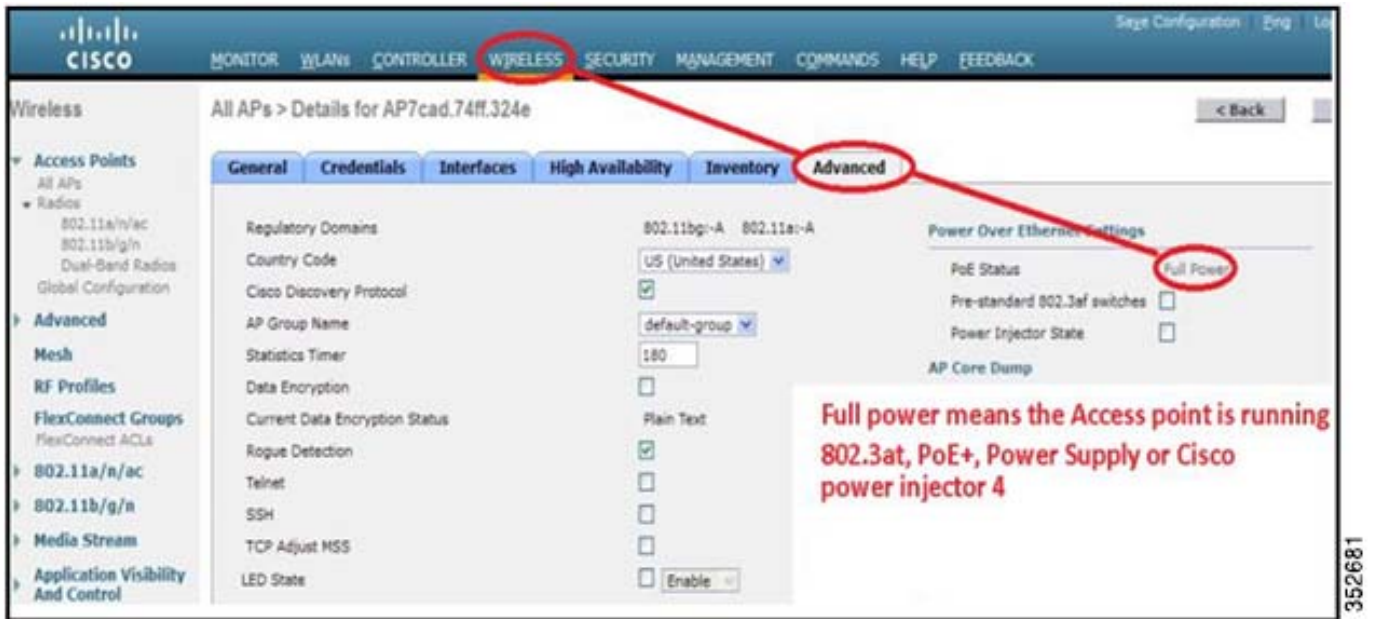 Save Configuration Ping Lo
CISCO
MONITOR WLANs CONTROLLER WIRELESS SECURITY MANAGEMENT COMMANDS HELP FEEDBACK
Wireless
All APs > Details for AP7cad.74ff.324e
< Back
Access Points
All APs
Radios
802.11a/n/ac
802.11b/g/n
Dual-Band Radios
Global Configuration
Advanced
Mesh
RF Profiles
FlexConnect Groups
FlexConnect ACLs
802.11a/n/ac
802.11b/g/n
Media Stream
Application Visibility
And Control
General Credentials Interfaces High Availability Inventory Advanced
Regulatory Domains 802.11bg:-A 802.11a:-A
Country Code US (United States)
Cisco Discovery Protocol
AP Group Name default-group
Statistics Timer 180
Data Encryption
Current Data Encryption Status Plain Text
Rogue Detection
Telnet
SSH
TCP Adjust MSS
LED State Enable
Power Over Ethernet Settings
PoE Status Full Power
Pre-standard 802.3af switches
Power Injector State
AP Core Dump
Full power means the Access point is running
802.3at, PoE+, Power Supply or Cisco
power injector 4
352681